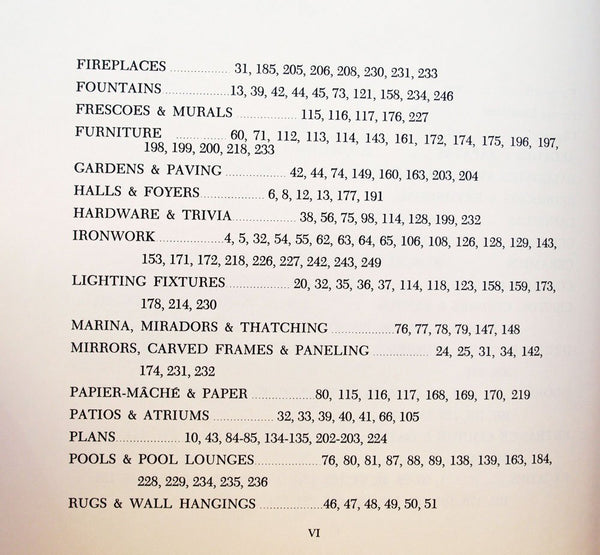 FIREPLACES .................. 31, 185, 205, 206, 208, 230, 231, 233
FOUNTAINS .....................13, 39, 42, 44, 45, 73, 121, 158, 234, 246
FRESCOES & MURALS .................... 115, 116, 117, 176, 227
FURNITURE ............... 60, 71, 112, 113, 114, 143, 161, 172, 174, 175, 196, 197,
198, 199, 200, 218, 233
GARDENS & PAVING ................... 42, 44, 74, 149, 160, 163, 203, 204
HALLS & FOYERS.................... 6, 8, 12, 13, 177, 191
HARDWARE & TRIVIA.................... 38, 56, 75, 98, 114, 128, 199, 232
IRONWORK.....................4, 5, 32, 54, 55, 62, 63, 64, 65, 106, 108, 126, 128, 129, 143,
153, 171, 172, 218, 226, 227, 242, 243, 249
LIGHTING FIXTURES ................... 20, 32, 35, 36, 37, 114, 118, 123, 158, 159, 173,
178, 214, 230
MARINA, MIRADORS & THATCHING ....................76, 77, 78, 79, 147, 148
MIRRORS, CARVED FRAMES & PANELING ................. 24, 25, 31, 34, 142,
174, 231, 232
PAPIER-MÂCHÉ & PAPER ....................80, 115, 116, 117, 168, 169, 170, 219
PATIOS & ATRIUMS ................... 32, 33, 39, 40, 41, 66, 105
PLANS.................... 10, 43, 84-85, 134-135, 202-203, 224
POOLS & POOL LOUNGES.................... 76, 80, 81, 87, 88, 89, 138, 139, 163, 184,
228, 229, 234, 235, 236
RUGS & WALL HANGINGS ....................46, 47, 48, 49, 50, 51
VI